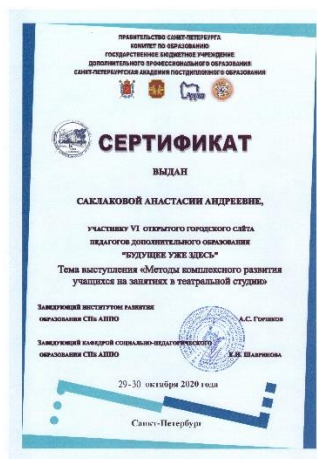 ПРАВИТЕЛЬСТВО САНКТ-ПЕТЕРБУРГА
КОМИТЕТ ПО ОБРАЗОВАНИЮ
ГОСУДАРСТВЕННОЕ БЮДЖЕТНОЕ УЧРЕЖДЕНИЕ
ДОПОЛНИТЕЛЬНОГО ПРОФЕССИОНАЛЬНОГО ОБРАЗОВАНИЯ
САНКТ-ПЕТЕРБУРГСКАЯ АКАДЕМИЯ ПОСТДИПЛОМНОГО ОБРАЗОВАНИЯ
СЕРТИФИКАТ
ВЫДАН
САКЛАКОВОЙ АНАСТАСИИ АНДРЕЕВНЕ,
УЧАСТНИКУ VI ОТКРЫТОГО ГОРОДСКОГО СЛЁТА
ПЕДАГОГОВ ДОПОЛНИТЕЛЬНОГО ОБРАЗОВАНИЯ
"БУДУЩЕЕ УЖЕ ЗДЕСЬ"
Тема выступления «Методы комплексного развития
учащихся на занятиях в театральной студии»
ЗАВЕДУЮЩИЙ ИНСТИТУТОМ РАЗВИТИЯ
ОБРАЗОВАНИЯ СПб АППО А.С. ГОРШКОВ
ЗАВЕДУЮЩИЙ КАФЕДРОЙ СОЦИАЛЬНО-ПЕДАГОГИЧЕСКОГО
ОБРАЗОВАНИЯ СПб АППО Е.Н. ШАВРИНОВА
29-30 октября 2020 года
Санкт-Петербург